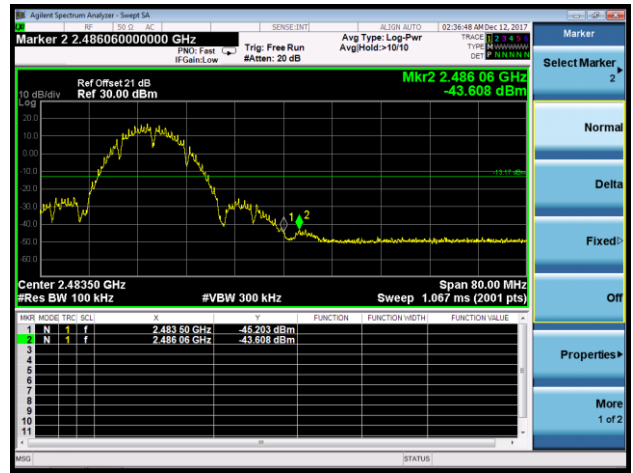 Agilent Spectrum Analyzer - Swept SA
RF 50 Ω AC SENSE:INT ALIGN AUTO 02:36:48 AM Dec 12, 2017
Marker 2 2.486060000000 GHz
PNO: Fast
IFGain:Low
Trig: Free Run
#Atten: 20 dB
Avg Type: Log-Pwr
Avg|Hold:>10/10
TRACE 1 2 3 4 5 6
TYPE M WWWWW
DET P N N N N N
Mkr2 2.486 06 GHz
-43.608 dBm
Ref Offset 21 dB
10 dB/div Ref 30.00 dBm
Log
20.0
10.0
0.00
-10.0
-13.17 dBm
-20.0
-30.0
-40.0
-50.0
-60.0
1
2
Center 2.48350 GHz Span 80.00 MHz
#Res BW 100 kHz #VBW 300 kHz Sweep 1.067 ms (2001 pts)
MKR MODE TRC SCL X Y FUNCTION FUNCTION WIDTH FUNCTION VALUE
1 N 1 f 2.483 50 GHz -45.203 dBm
2 N 1 f 2.486 06 GHz -43.608 dBm
3
4
5
6
7
8
9
10
11
MSG STATUS
Marker
Select Marker
2
Normal
Delta
Fixed
Off
Properties
More
1 of 2